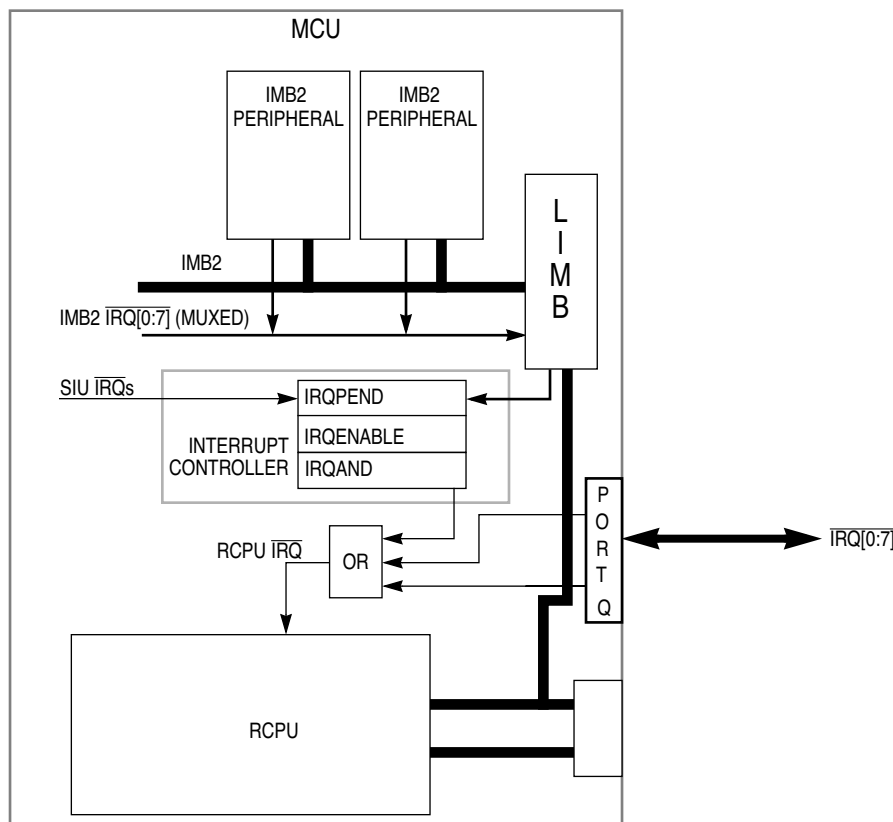 MCU
IMB2
PERIPHERAL
IMB2
PERIPHERAL
L
I
M
B
IMB2
IMB2 IRQ[0:7] (MUXED)
SIU IRQs
IRQPEND
IRQENABLE
IRQAND
INTERRUPT
CONTROLLER
P
O
R
T
Q
IRQ[0:7]
RCPU IRQ
OR
RCPU